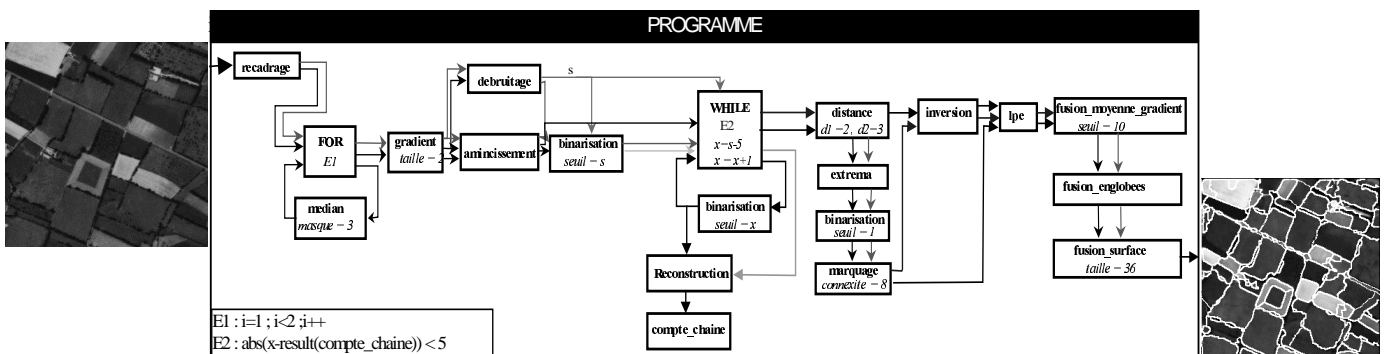 PROGRAMME
recadrage
FOR
E1
median
masque - 3
gradient
taille - 2
debruitage
s
amincissement
binarisation
seuil - s
WHILE
E2
x-s-5
x - x+1
binarisation
seuil - x
Reconstruction
compte_chaine
distance
d1 -2, d2-3
extrema
binarisation
seuil - 1
marquage
connexite - 8
inversion
lpe
fusion_moyenne_gradient
seuil - 10
fusion_englobees
fusion_surface
taille - 36
E1 : i=1 ; i<2 ;i++
E2 : abs(x-result(compte_chaine)) < 5